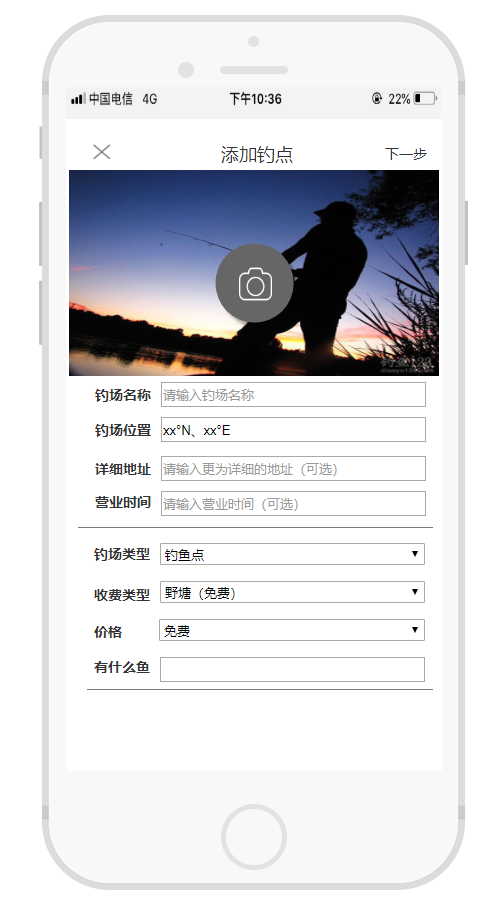 中国电信 4G 下午10:36 22%
添加钓点 下一步
钓场名称 请输入钓场名称
钓场位置 xx°N、xx°E
详细地址 请输入更为详细的地址（可选）
营业时间 请输入营业时间（可选）
钓场类型 钓鱼点
收费类型 野塘（免费）
价格 免费
有什么鱼